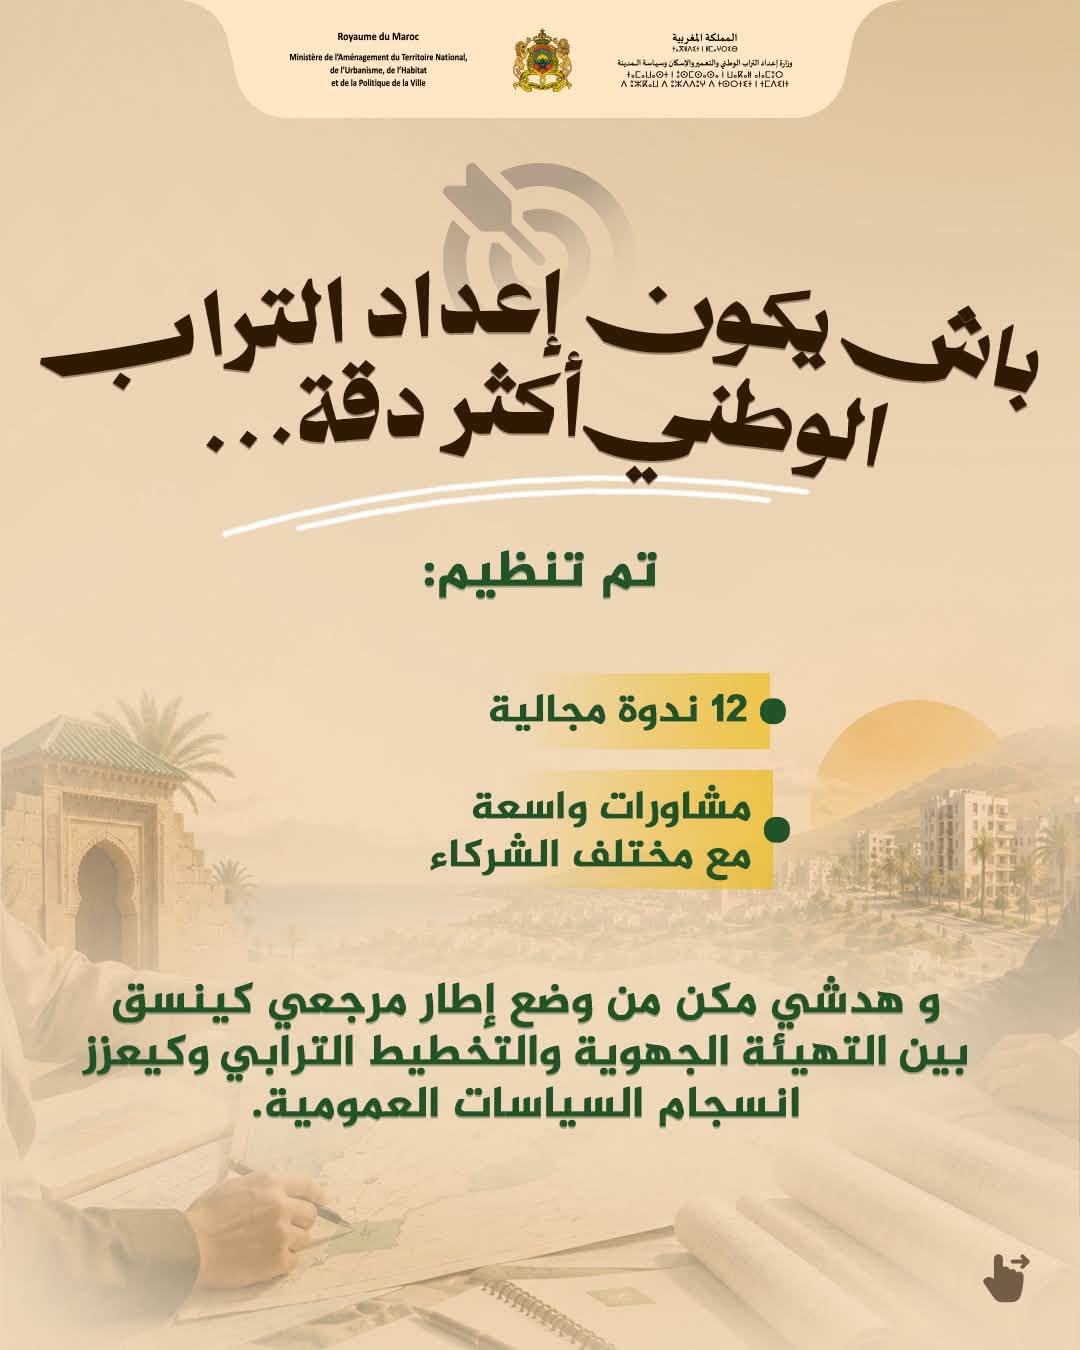 Royaume du Maroc
Ministère de l'Aménagement du Territoire National,
de l'Urbanisme, de l'Habitat
et de la Politique de la Ville
المملكة المغربية
ⵜⴰⴳⵍⴷⵉⵜ ⵏ ⵍⵎⵖⵔⵉⴱ
وزارة إعداد التراب الوطني والتعمير والإسكان وسياسة المدينة
باش يكون إعداد التراب
الوطني أكثر دقة...
تم تنظيم:
12 ندوة مجالية
مشاورات واسعة
مع مختلف الشركاء
و هدشي مكن من وضع إطار مرجعي كينسق
بين التهيئة الجهوية والتخطيط الترابي وكيعزز
انسجام السياسات العمومية.